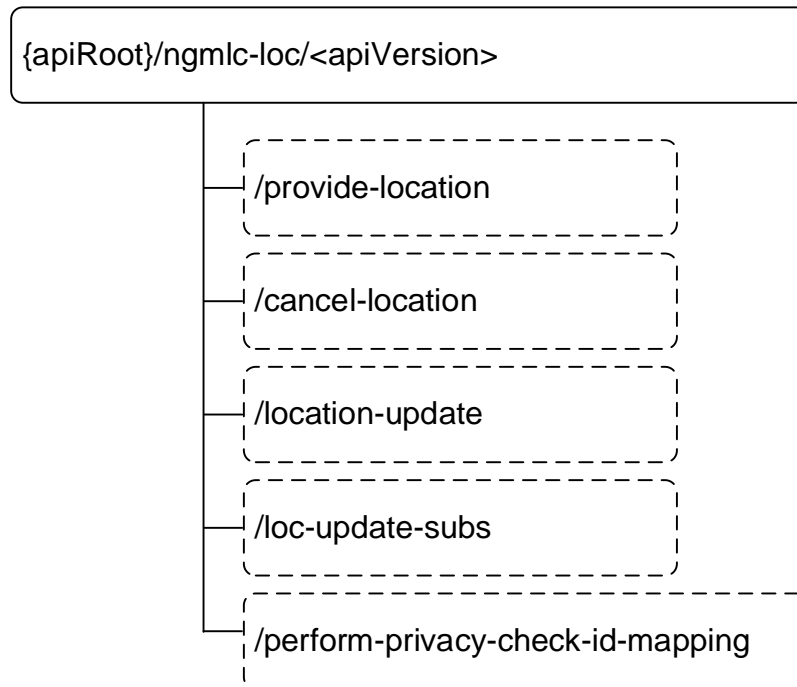 {apiRoot}/ngmlc-loc/<apiVersion>
/provide-location
/cancel-location
/location-update
/loc-update-subs
/perform-privacy-check-id-mapping